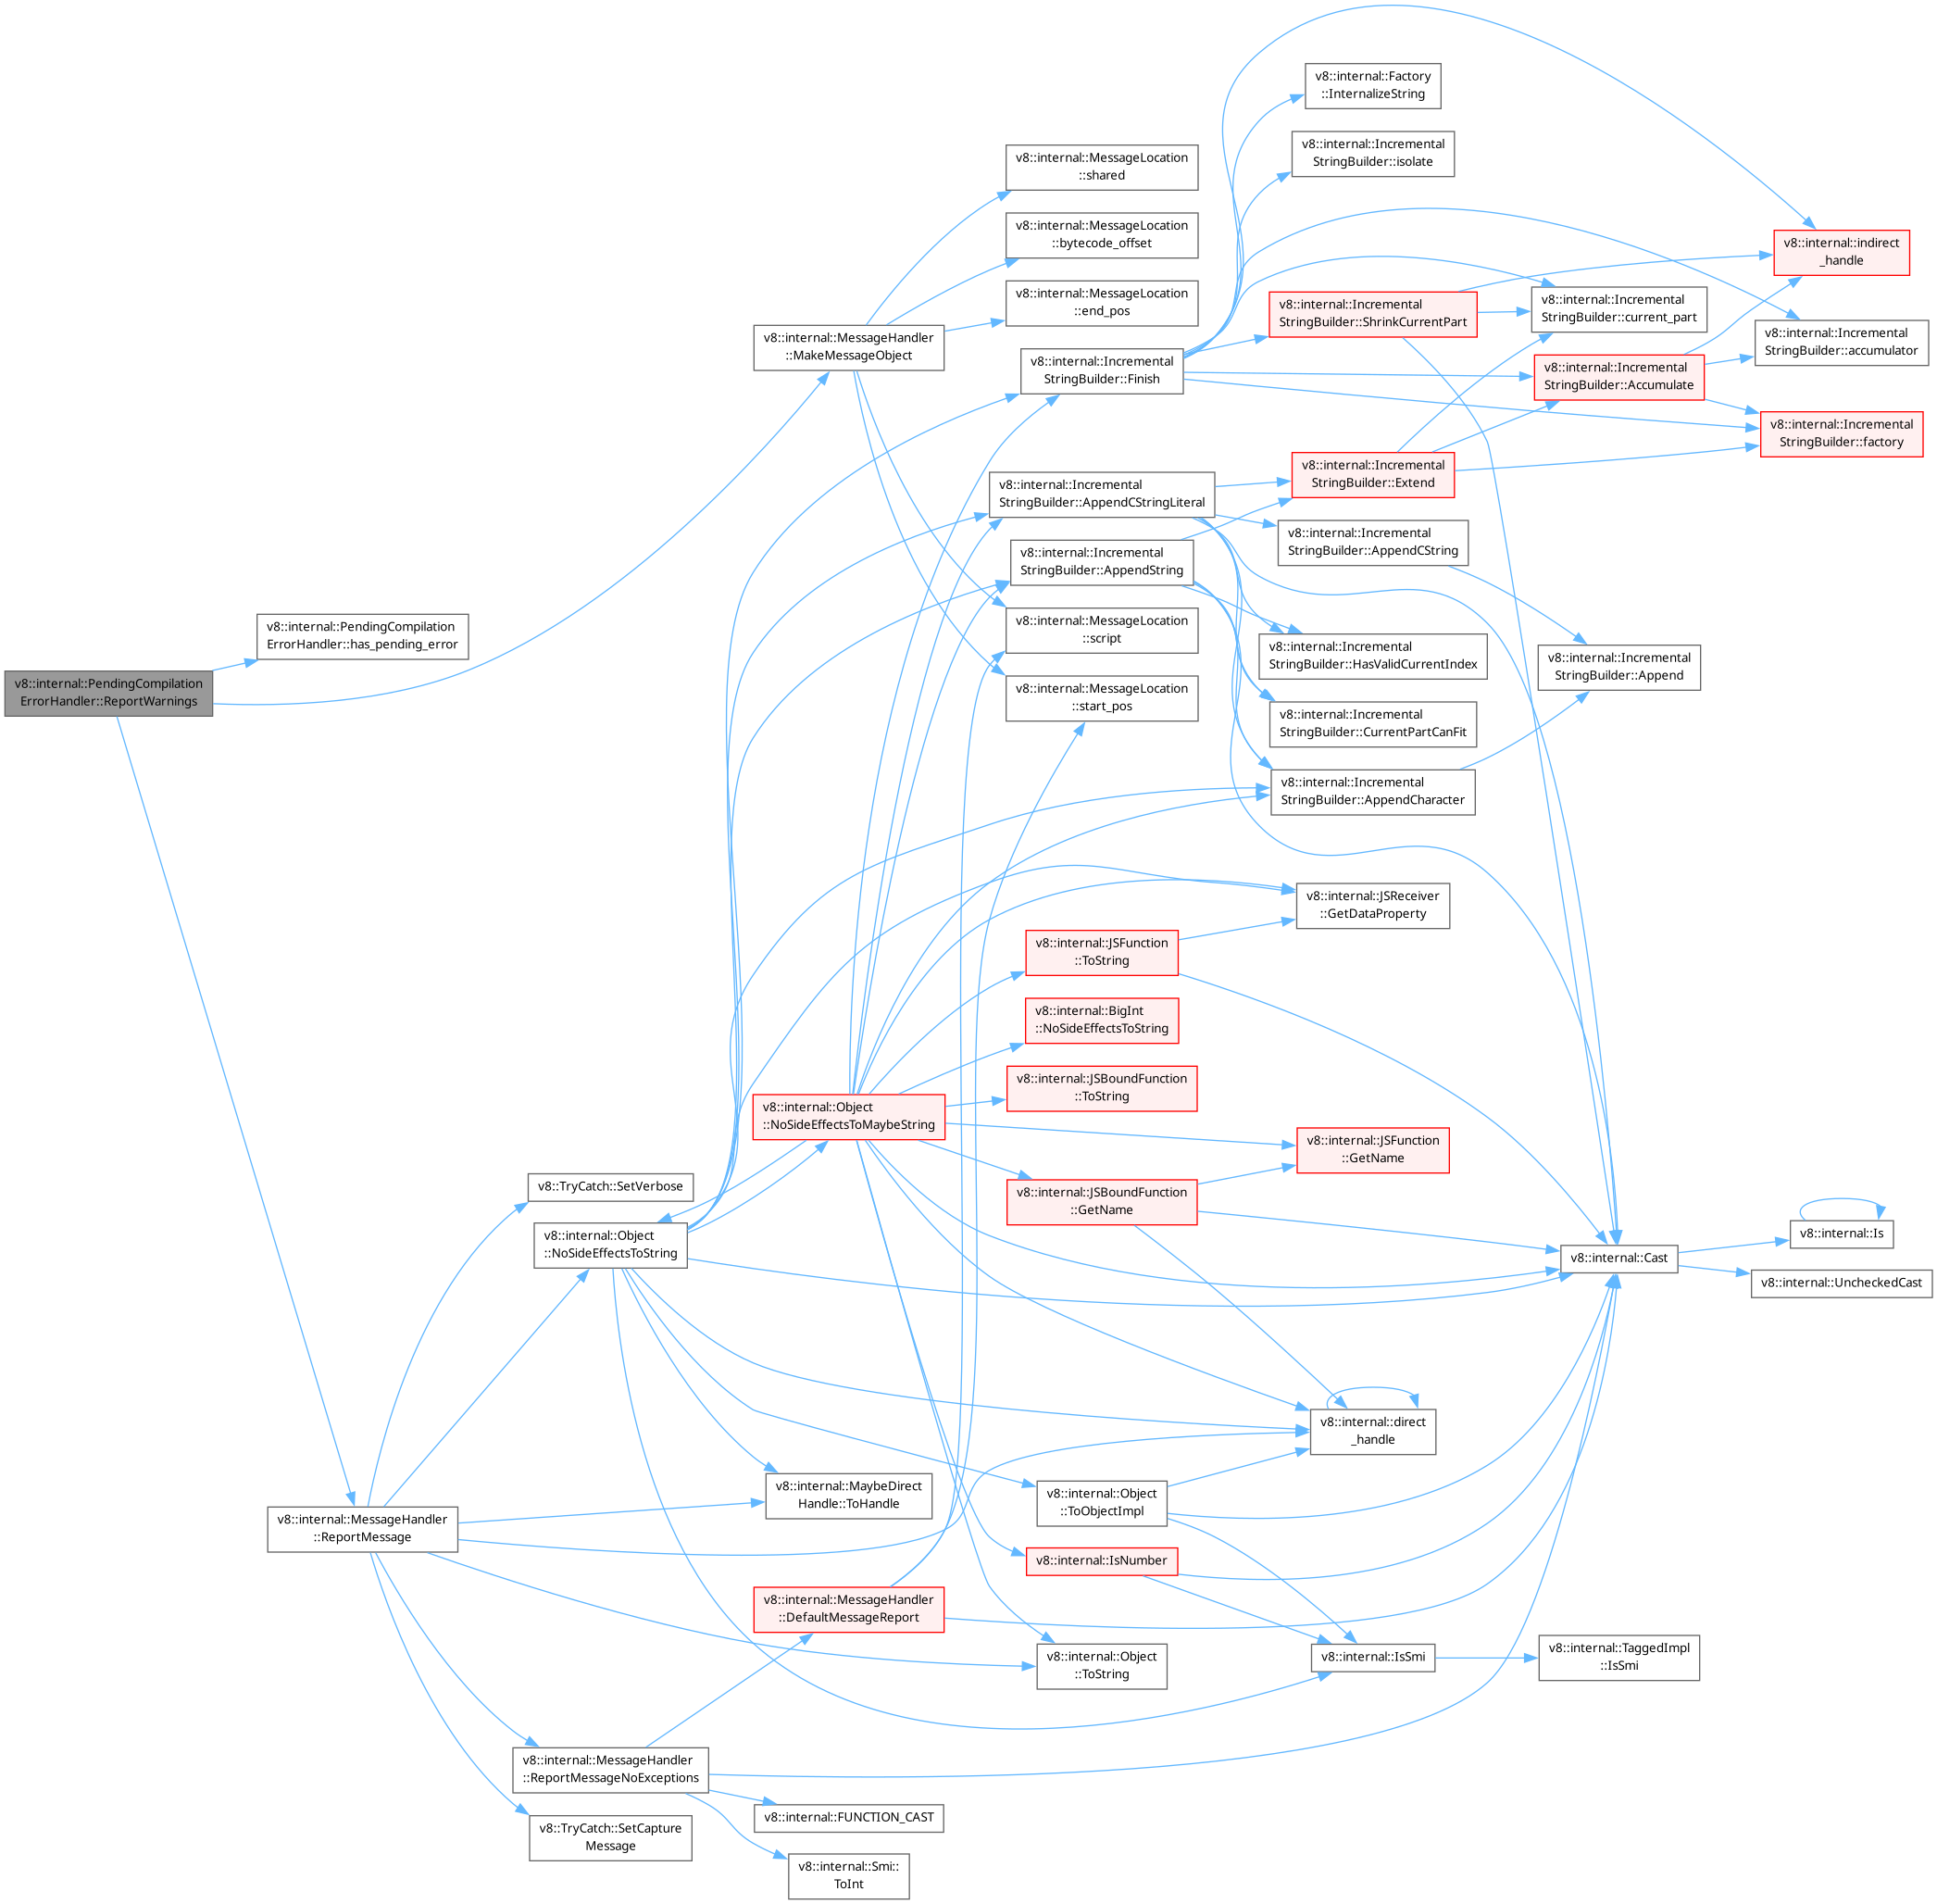 v8::internal::PendingCompilation
ErrorHandler::ReportWarnings
v8::internal::PendingCompilation
ErrorHandler::has_pending_error
v8::internal::MessageHandler
::MakeMessageObject
v8::internal::MessageLocation
::shared
v8::internal::MessageLocation
::bytecode_offset
v8::internal::MessageLocation
::end_pos
v8::internal::Incremental
StringBuilder::Finish
v8::internal::Incremental
StringBuilder::AppendCStringLiteral
v8::internal::Incremental
StringBuilder::AppendString
v8::internal::MessageLocation
::script
v8::internal::MessageLocation
::start_pos
v8::internal::Factory
::InternalizeString
v8::internal::Incremental
StringBuilder::isolate
v8::internal::Incremental
StringBuilder::ShrinkCurrentPart
v8::internal::indirect
_handle
v8::internal::Incremental
StringBuilder::current_part
v8::internal::Incremental
StringBuilder::accumulator
v8::internal::Incremental
StringBuilder::Accumulate
v8::internal::Incremental
StringBuilder::factory
v8::internal::Incremental
StringBuilder::Extend
v8::internal::Incremental
StringBuilder::AppendCString
v8::internal::Incremental
StringBuilder::HasValidCurrentIndex
v8::internal::Incremental
StringBuilder::Append
v8::internal::Incremental
StringBuilder::CurrentPartCanFit
v8::internal::Incremental
StringBuilder::AppendCharacter
v8::internal::JSReceiver
::GetDataProperty
v8::internal::JSFunction
::ToString
v8::internal::BigInt
::NoSideEffectsToString
v8::internal::JSBoundFunction
::ToString
v8::internal::Object
::NoSideEffectsToMaybeString
v8::internal::JSFunction
::GetName
v8::internal::JSBoundFunction
::GetName
v8::TryCatch::SetVerbose
v8::internal::Object
::NoSideEffectsToString
v8::internal::Is
v8::internal::Cast
v8::internal::UncheckedCast
v8::internal::direct
_handle
v8::internal::MaybeDirect
Handle::ToHandle
v8::internal::Object
::ToObjectImpl
v8::internal::MessageHandler
::ReportMessage
v8::internal::IsNumber
v8::internal::MessageHandler
::DefaultMessageReport
v8::internal::Object
::ToString
v8::internal::IsSmi
v8::internal::TaggedImpl
::IsSmi
v8::internal::MessageHandler
::ReportMessageNoExceptions
v8::internal::FUNCTION_CAST
v8::TryCatch::SetCapture
Message
v8::internal::Smi::
ToInt